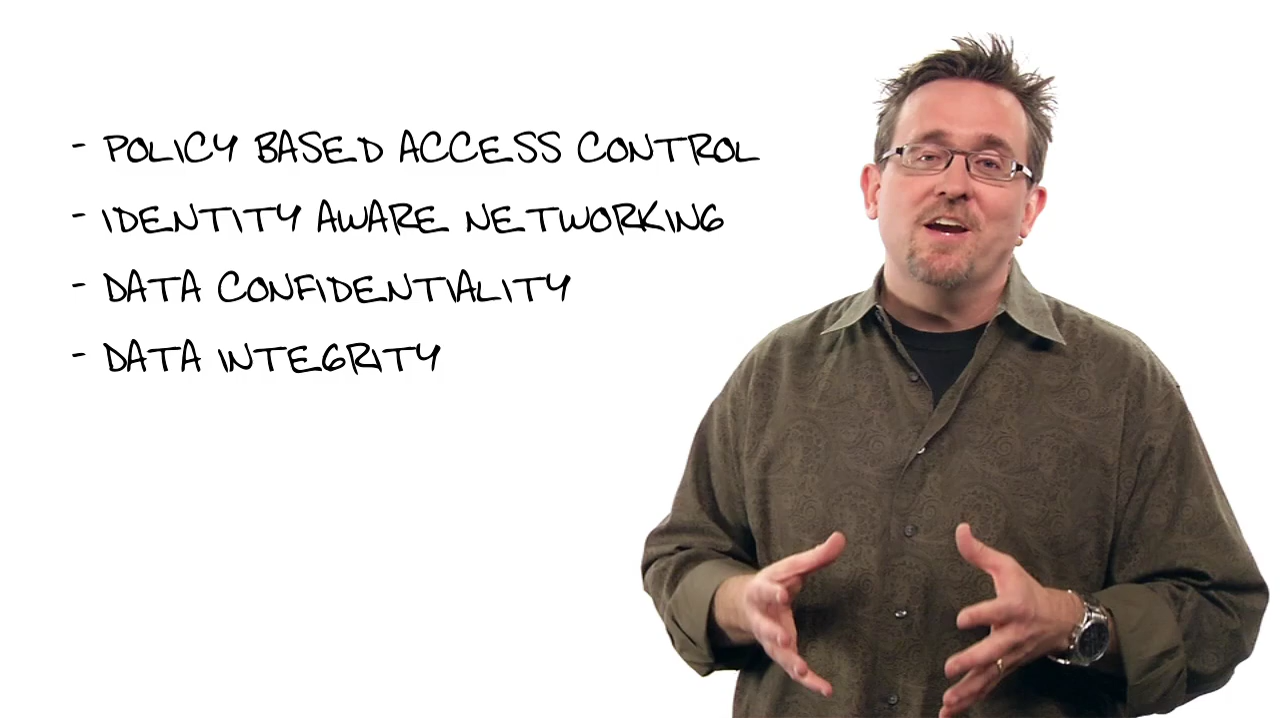 - POLICY BASED ACCESS CONTROL
- IDENTITY AWARE NETWORKING
- DATA CONFIDENTIALITY
- DATA INTEGRITY